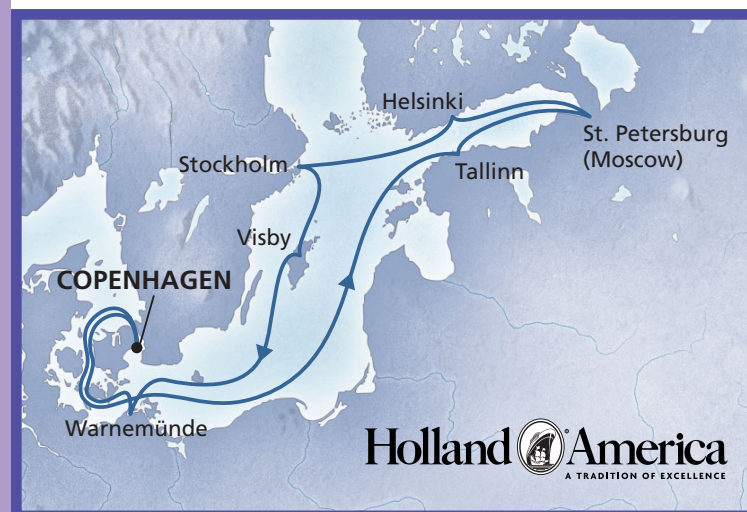 Helsinki
St. Petersburg
(Moscow)
Stockholm
Tallinn
Visby
COPENHAGEN
Warnemünde
Holland America
A TRADITION OF EXCELLENCE